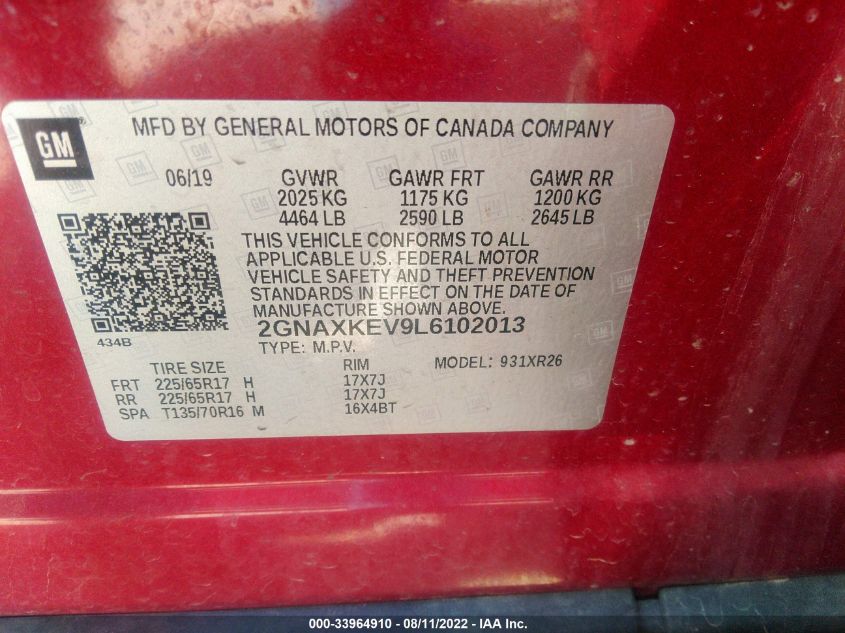 GM
MFD BY GENERAL MOTORS OF CANADA COMPANY
06/19 GVWR GAWR FRT GAWR RR
2025 KG 1175 KG 1200 KG
4464 LB 2590 LB 2645 LB
THIS VEHICLE CONFORMS TO ALL
APPLICABLE U.S. FEDERAL MOTOR
VEHICLE SAFETY AND THEFT PREVENTION
STANDARDS IN EFFECT ON THE DATE OF
MANUFACTURE SHOWN ABOVE.
2GNAXKEV9L6102013
434B
TYPE: M.P.V.
TIRE SIZE RIM MODEL: 931XR26
FRT 225/65R17 H 17X7J
RR 225/65R17 H 17X7J
SPA T135/70R16 M 16X4BT
000-33964910 - 08/11/2022 - IAA Inc.